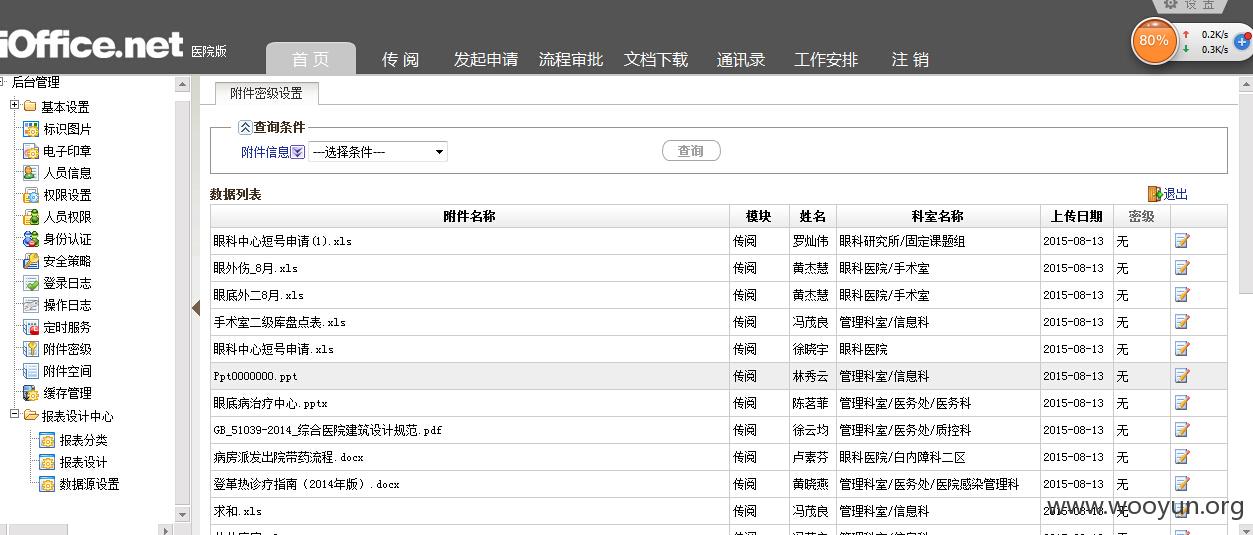 设 置
iOffice.net 医院版
首 页 传 阅 发起申请 流程审批 文档下载 通讯录 工作安排 注 销
80% 0.2K/s
0.3K/s
后台管理
基本设置
标识图片
电子印章
人员信息
权限设置
人员权限
身份认证
安全策略
登录日志
操作日志
定时服务
附件密级
附件空间
缓存管理
报表设计中心
报表分类
报表设计
数据源设置
附件密级设置
查询条件
附件信息 ---选择条件--- 查询
数据列表 退出
附件名称 模块 姓名 科室名称 上传日期 密级
眼科中心短号申请(1).xls 传阅 罗灿伟 眼科研究所/固定课题组 2015-08-13 无
眼外伤_8月.xls 传阅 黄杰慧 眼科医院/手术室 2015-08-13 无
眼底外二8月.xls 传阅 黄杰慧 眼科医院/手术室 2015-08-13 无
手术室二级库盘点表.xls 传阅 冯茂良 管理科室/信息科 2015-08-13 无
眼科中心短号申请.xls 传阅 徐晓宇 眼科医院 2015-08-13 无
Ppt0000000.ppt 传阅 林秀云 管理科室/信息科 2015-08-13 无
眼底病治疗中心.pptx 传阅 陈茗菲 管理科室/医务处/医务科 2015-08-13 无
GB_51039-2014_综合医院建筑设计规范.pdf 传阅 徐云均 管理科室/医务处/质控科 2015-08-13 无
病房派发出院带药流程.docx 传阅 卢素芬 眼科医院/白内障科二区 2015-08-13 无
登革热诊疗指南（2014年版）.docx 传阅 黄晓燕 管理科室/医务处/医院感染管理科 2015-08-13 无
求和.xls 传阅 冯茂良 管理科室/信息科 2015-08-13 无
www.wooyun.org